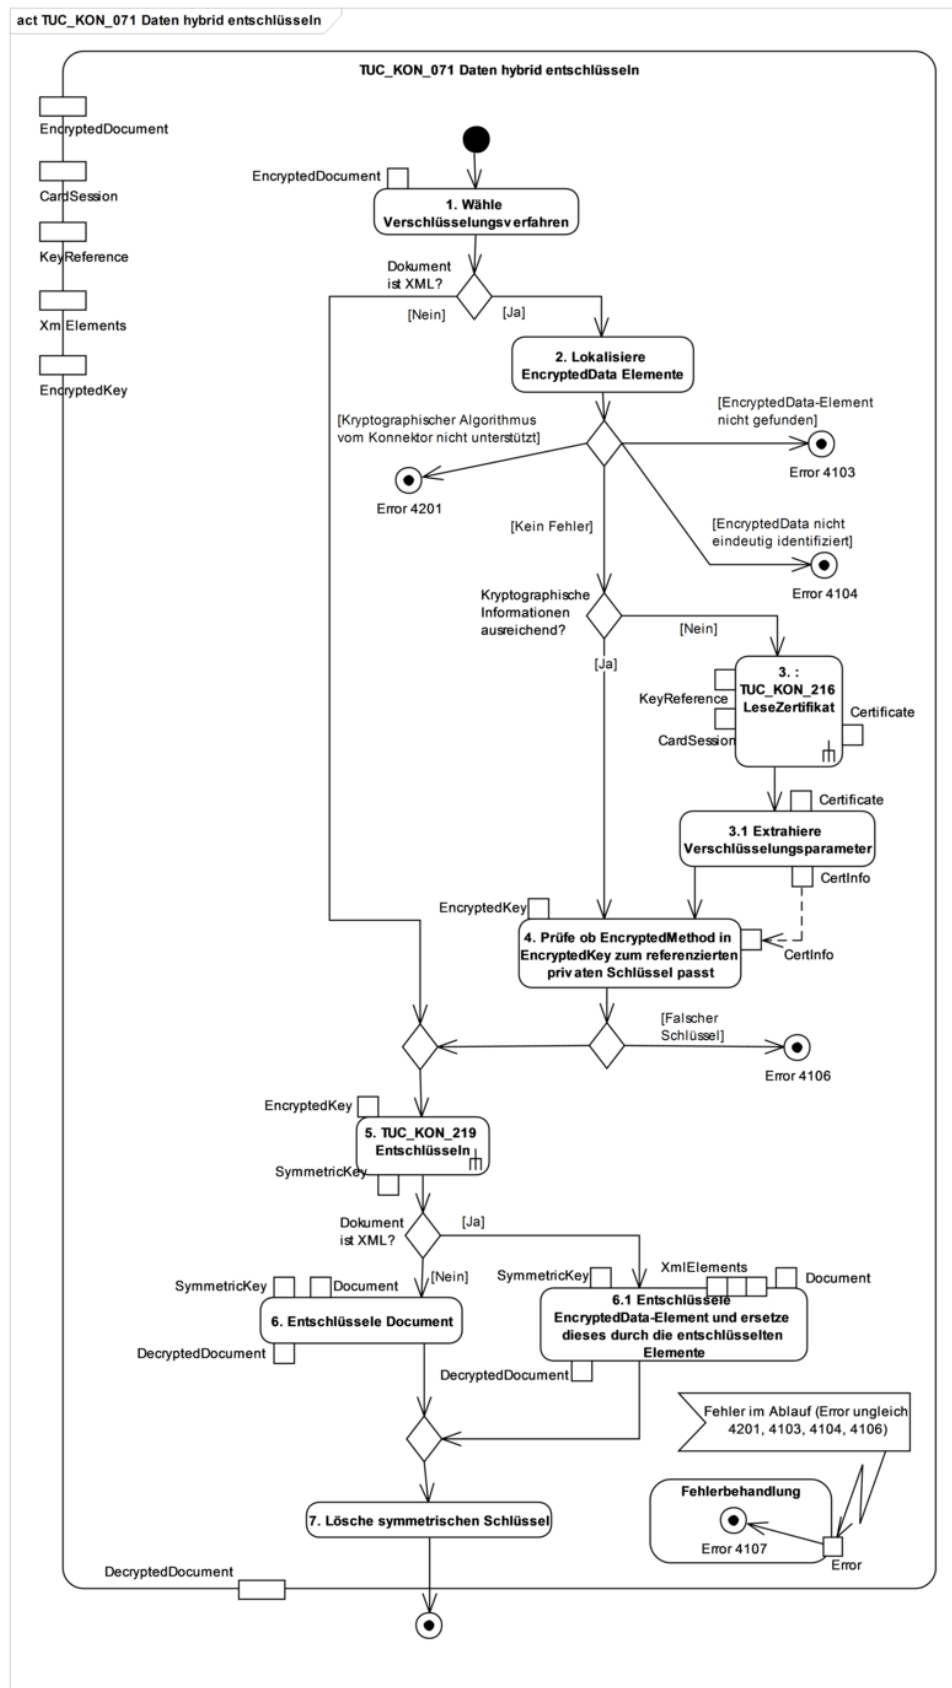 act TUC_KON_071 Daten hybrid entschlüsseln
TUC_KON_071 Daten hybrid entschlüsseln
EncryptedDocument
CardSession
KeyReference
XmlElements
EncryptedKey
EncryptedDocument
1. Wähle
Verschlüsselungsverfahren
Dokument
ist XML?
[Nein]
[Ja]
2. Lokalisiere
EncryptedData Elemente
[Kryptographischer Algorithmus
vom Konnektor nicht unterstützt]
[EncryptedData-Element
nicht gefunden]
Error 4103
Error 4201
[Kein Fehler]
[EncryptedData nicht
eindeutig identifiziert]
Error 4104
Kryptographische
Informationen
ausreichend?
[Nein]
[Ja]
3. :
TUC_KON_216
LeseZertifikat
KeyReference
CardSession
Certificate
Certificate
3.1 Extrahiere
Verschlüsselungsparameter
CertInfo
EncryptedKey
4. Prüfe ob EncryptedMethod in
EncryptedKey zum referenzierten
privaten Schlüssel passt
CertInfo
[Falscher
Schlüssel]
Error 4106
EncryptedKey
5. TUC_KON_219
Entschlüsseln
SymmetricKey
Dokument
ist XML?
[Ja]
[Nein]
SymmetricKey
Document
6. Entschlüssele Document
DecryptedDocument
SymmetricKey
XmlElements
Document
6.1 Entschlüssele
EncryptedData-Element und ersetze
dieses durch die entschlüsselten
Elemente
DecryptedDocument
Fehler im Ablauf (Error ungleich
4201, 4103, 4104, 4106)
Fehlerbehandlung
Error 4107
Error
7. Lösche symmetrischen Schlüssel
DecryptedDocument